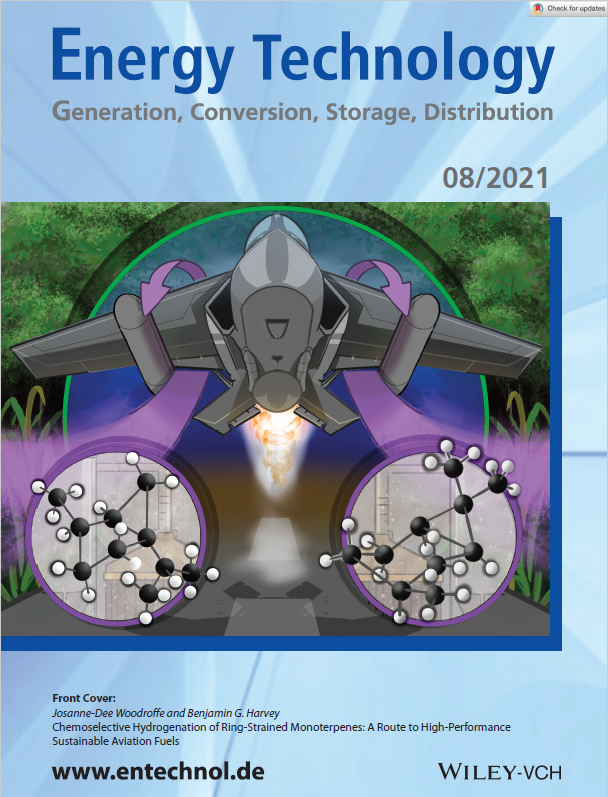 Check for updates
Energy Technology
Generation, Conversion, Storage, Distribution
08/2021
Front Cover:
Josanne-Dee Woodroffe and Benjamin G. Harvey
Chemoselective Hydrogenation of Ring-Strained Monoterpenes: A Route to High-Performance
Sustainable Aviation Fuels
www.entechnol.de
WILEY-VCH